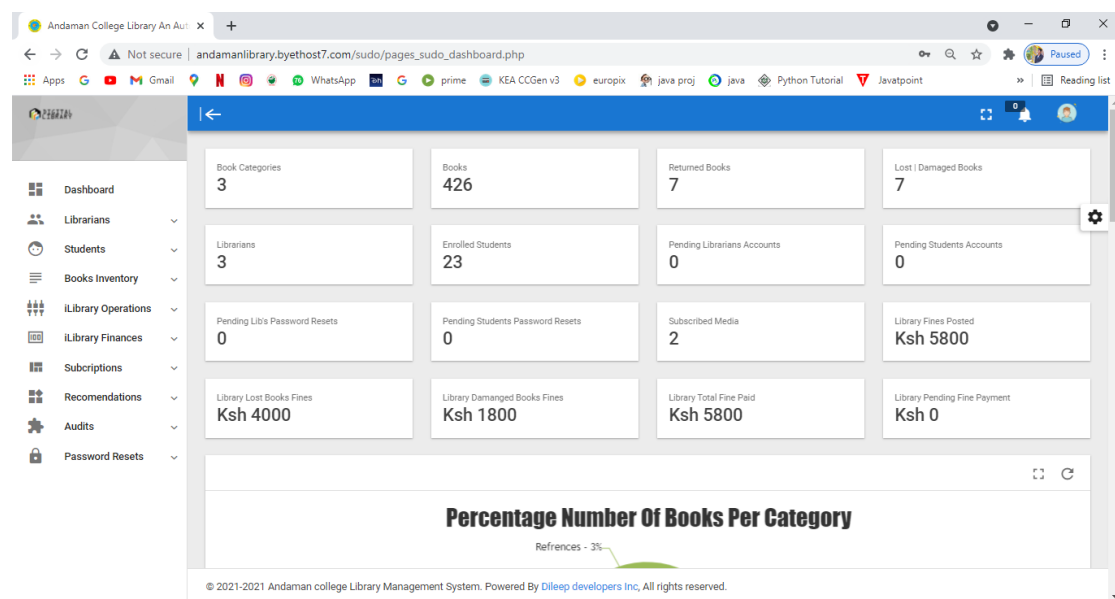 Andaman College Library An Aut
Not secure | andamanlibrary.byethost7.com/sudo/pages_sudo_dashboard.php
Paused
Apps
Gmail
WhatsApp
prime
KEA CCGen v3
europix
java proj
java
Python Tutorial
Javatpoint
»
Reading list
DIGITAL
LIBRARY
0
Dashboard
Librarians
Students
Books Inventory
iLibrary Operations
iLibrary Finances
Subcriptions
Recomendations
Audits
Password Resets
Book Categories
3
Books
426
Returned Books
7
Lost | Damaged Books
7
Librarians
3
Enrolled Students
23
Pending Librarians Accounts
0
Pending Students Accounts
0
Pending Lib's Password Resets
0
Pending Students Password Resets
0
Subscribed Media
2
Library Fines Posted
Ksh 5800
Library Lost Books Fines
Ksh 4000
Library Damanged Books Fines
Ksh 1800
Library Total Fine Paid
Ksh 5800
Library Pending Fine Payment
Ksh 0
Percentage Number Of Books Per Category
Refrences - 3%
© 2021-2021 Andaman college Library Management System. Powered By Dileep developers Inc, All rights reserved.